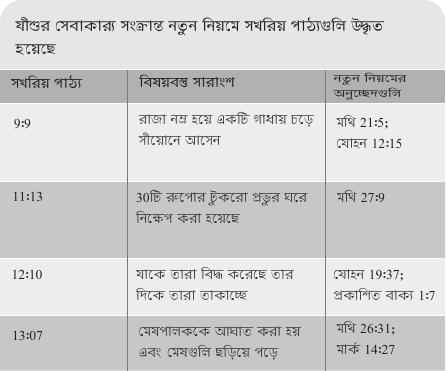 যীশুর সেবাকার্য সংক্রান্ত নতুন নিয়মে সখরিয় পাঠ্যগুলি উদ্ধৃত
হয়েছে
সখরিয় পাঠ্য
বিষয়বস্তু সারাংশ
নতুন নিয়মের
অনুচ্ছেদগুলি
9:9
রাজা নম্র হয়ে একটি গাধায় চড়ে
সীয়োনে আসেন
মথি 21:5;
যোহন 12:15
11:13
30টি রুপোর টুকরো প্রভুর ঘরে
নিক্ষেপ করা হয়েছে
মথি 27:9
12:10
যাকে তারা বিদ্ধ করেছে তার
দিকে তারা তাকাচ্ছে
যোহন 19:37;
প্রকাশিত বাক্য 1:7
13:07
মেষপালককে আঘাত করা হয়
এবং মেষগুলি ছড়িয়ে পড়ে
মথি 26:31;
মার্ক 14:27